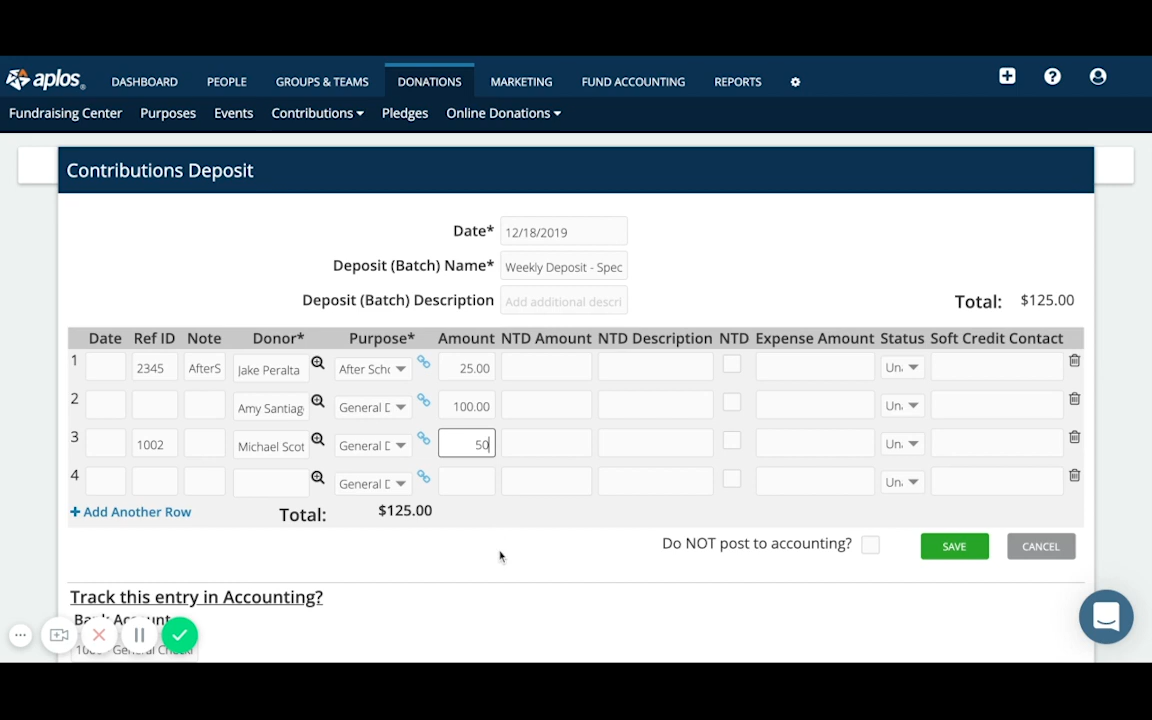 aplos® DASHBOARD PEOPLE GROUPS & TEAMS DONATIONS MARKETING FUND ACCOUNTING REPORTS
Fundraising Center Purposes Events Contributions Pledges Online Donations
Contributions Deposit
Date* 12/18/2019
Deposit (Batch) Name* Weekly Deposit - Spec
Deposit (Batch) Description Add additional descri
Total: $125.00
Date Ref ID Note Donor* Purpose* Amount NTD Amount NTD Description NTD Expense Amount Status Soft Credit Contact
1 2345 AfterS Jake Peralta After Scho 25.00 Un
2 Amy Santiag General D 100.00 Un
3 1002 Michael Scot General D 50 Un
4 General D Un
+ Add Another Row Total: $125.00
Do NOT post to accounting? SAVE CANCEL
Track this entry in Accounting?
Bank Account
General Checki